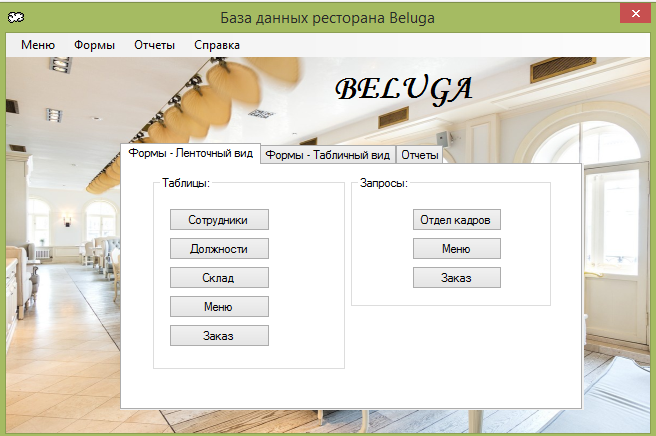 База данных ресторана Beluga
Меню Формы Отчеты Справка
BELUGA
Формы - Ленточный вид Формы - Табличный вид Отчеты
Таблицы:
Сотрудники
Должности
Склад
Меню
Заказ
Запросы:
Отдел кадров
Меню
Заказ